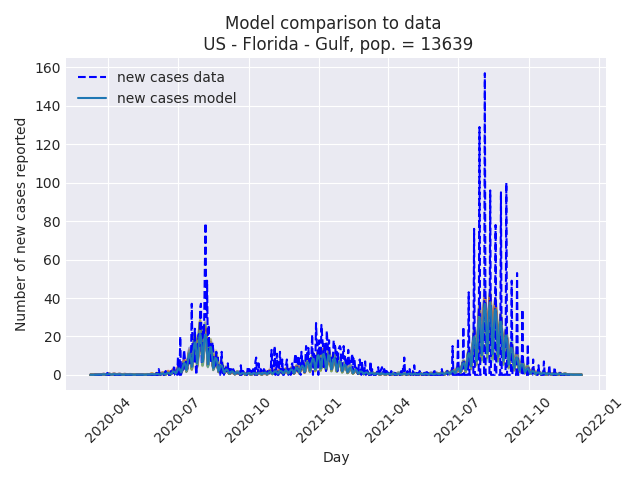 Model comparison to data
US - Florida - Gulf, pop. = 13639
new cases data
new cases model
Number of new cases reported
160
140
120
100
80
60
40
20
0
2020-04
2020-07
2020-10
2021-01
2021-04
2021-07
2021-10
2022-01
Day